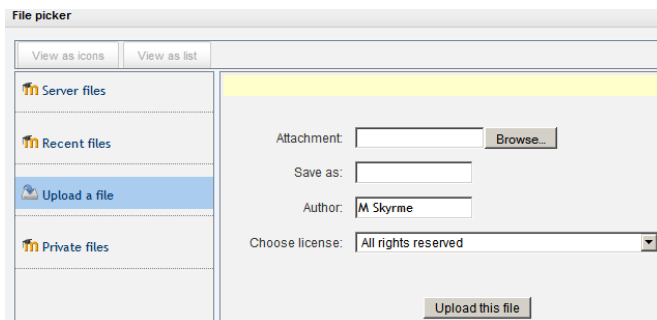 File picker
View as icons View as list
Server files
Recent files
Upload a file
Private files
Attachment: Browse...
Save as:
Author: M Skyrme
Choose license: All rights reserved
Upload this file